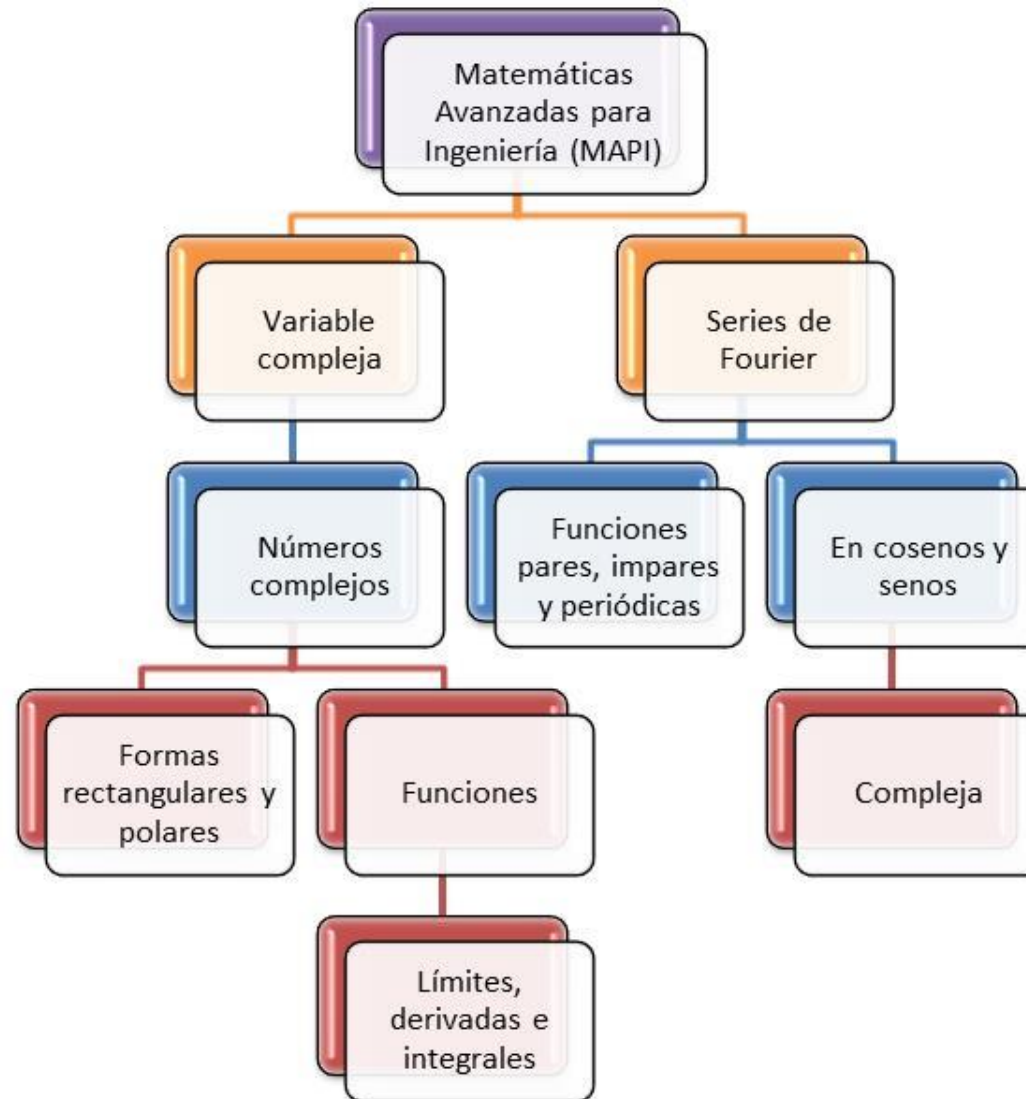 Matemáticas
Avanzadas para
Ingeniería (MAPI)
Variable
compleja
Series de
Fourier
Números
complejos
Funciones
pares, impares
y periódicas
En cosenos y
senos
Formas
rectangulares y
polares
Funciones
Compleja
Límites,
derivadas e
integrales